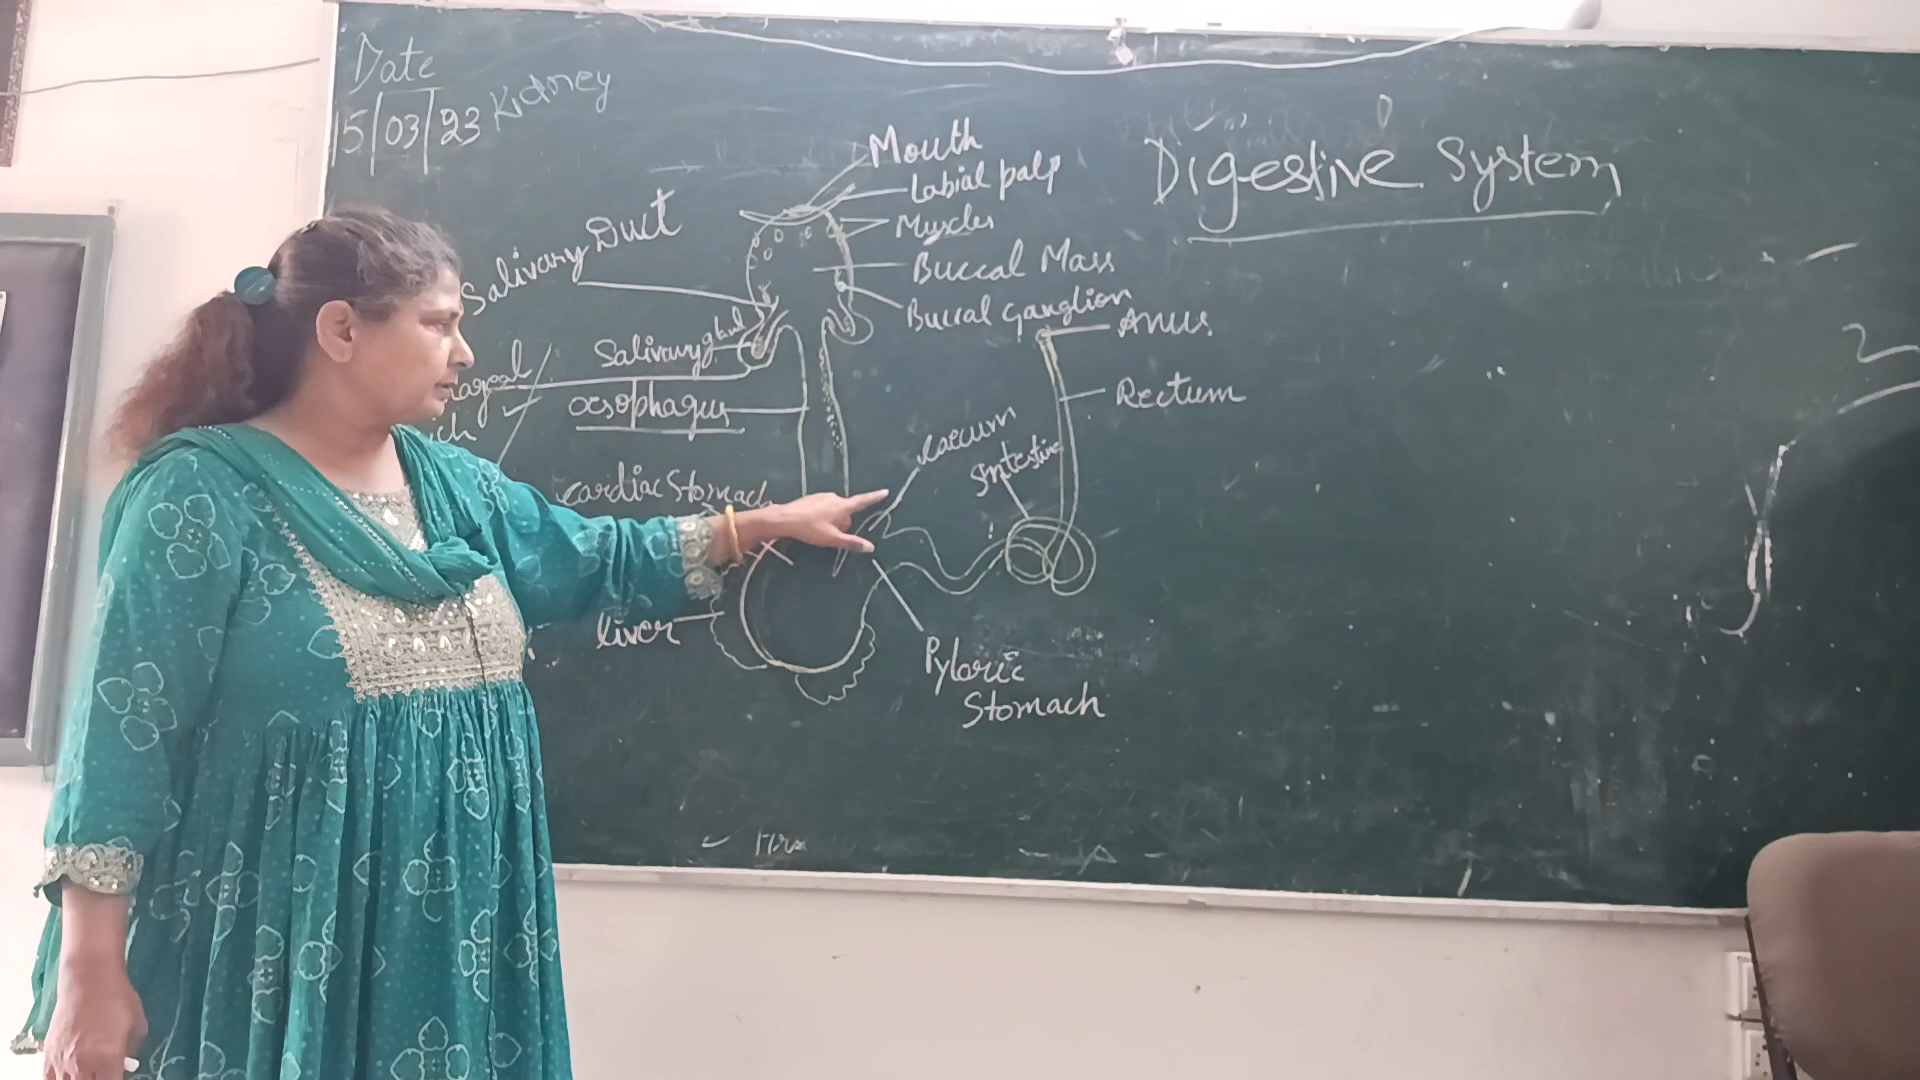 Date
15/03/23
Kidney
Digestive System
Mouth
Labial palp
Muscles
Salivary Duct
Buccal Mass
Buccal Ganglion
Anus
Salivary gland
Rectum
oesophagus
Caecum
Intestine
Cardiac Stomach
liver
Pyloric
Stomach